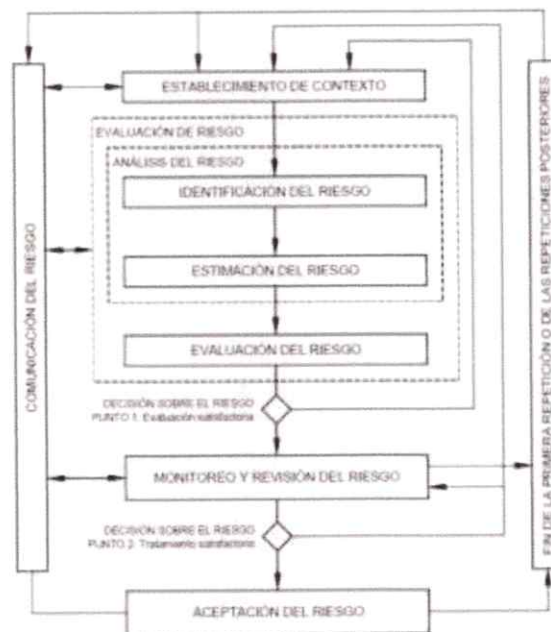 ESTABLECIMIENTO DE CONTEXTO
EVALUACIÓN DE RIESGO
ANÁLISIS DEL RIESGO
IDENTIFICACIÓN DEL RIESGO
ESTIMACIÓN DEL RIESGO
EVALUACIÓN DEL RIESGO
DECISIÓN SOBRE EL RIESGO
PUNTO 1. Evaluación satisfactoria
MONITOREO Y REVISIÓN DEL RIESGO
DECISIÓN SOBRE EL RIESGO
PUNTO 2. Tratamiento satisfactorio
ACEPTACIÓN DEL RIESGO
COMUNICACIÓN DEL RIESGO
FIN DE LA PRIMERA REPETICIÓN O DE LAS REPETICIONES POSTERIORES